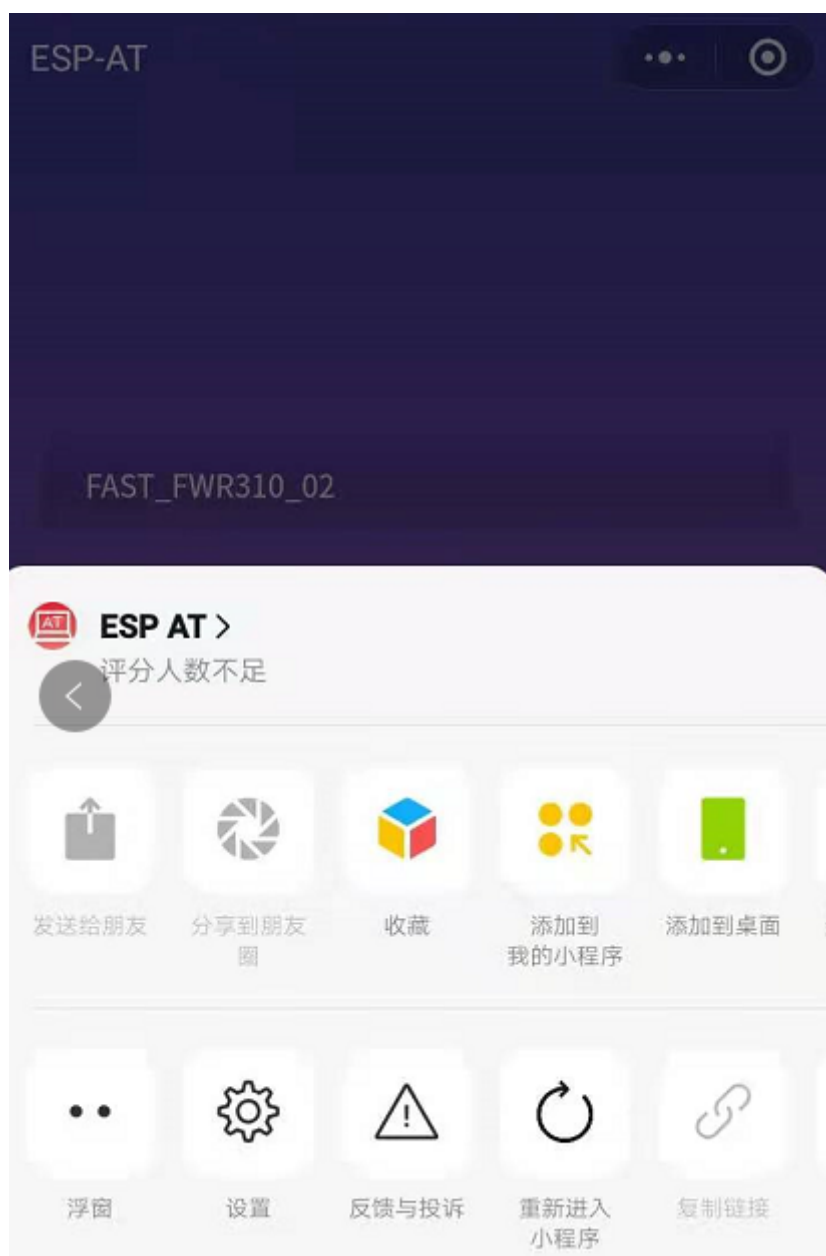 ESP-AT
FAST_FWR310_02
AT
ESP AT
评分人数不足
发送给朋友
分享到朋友
圈
收藏
添加到
我的小程序
添加到桌面
浮窗
设置
反馈与投诉
重新进入
小程序
复制链接